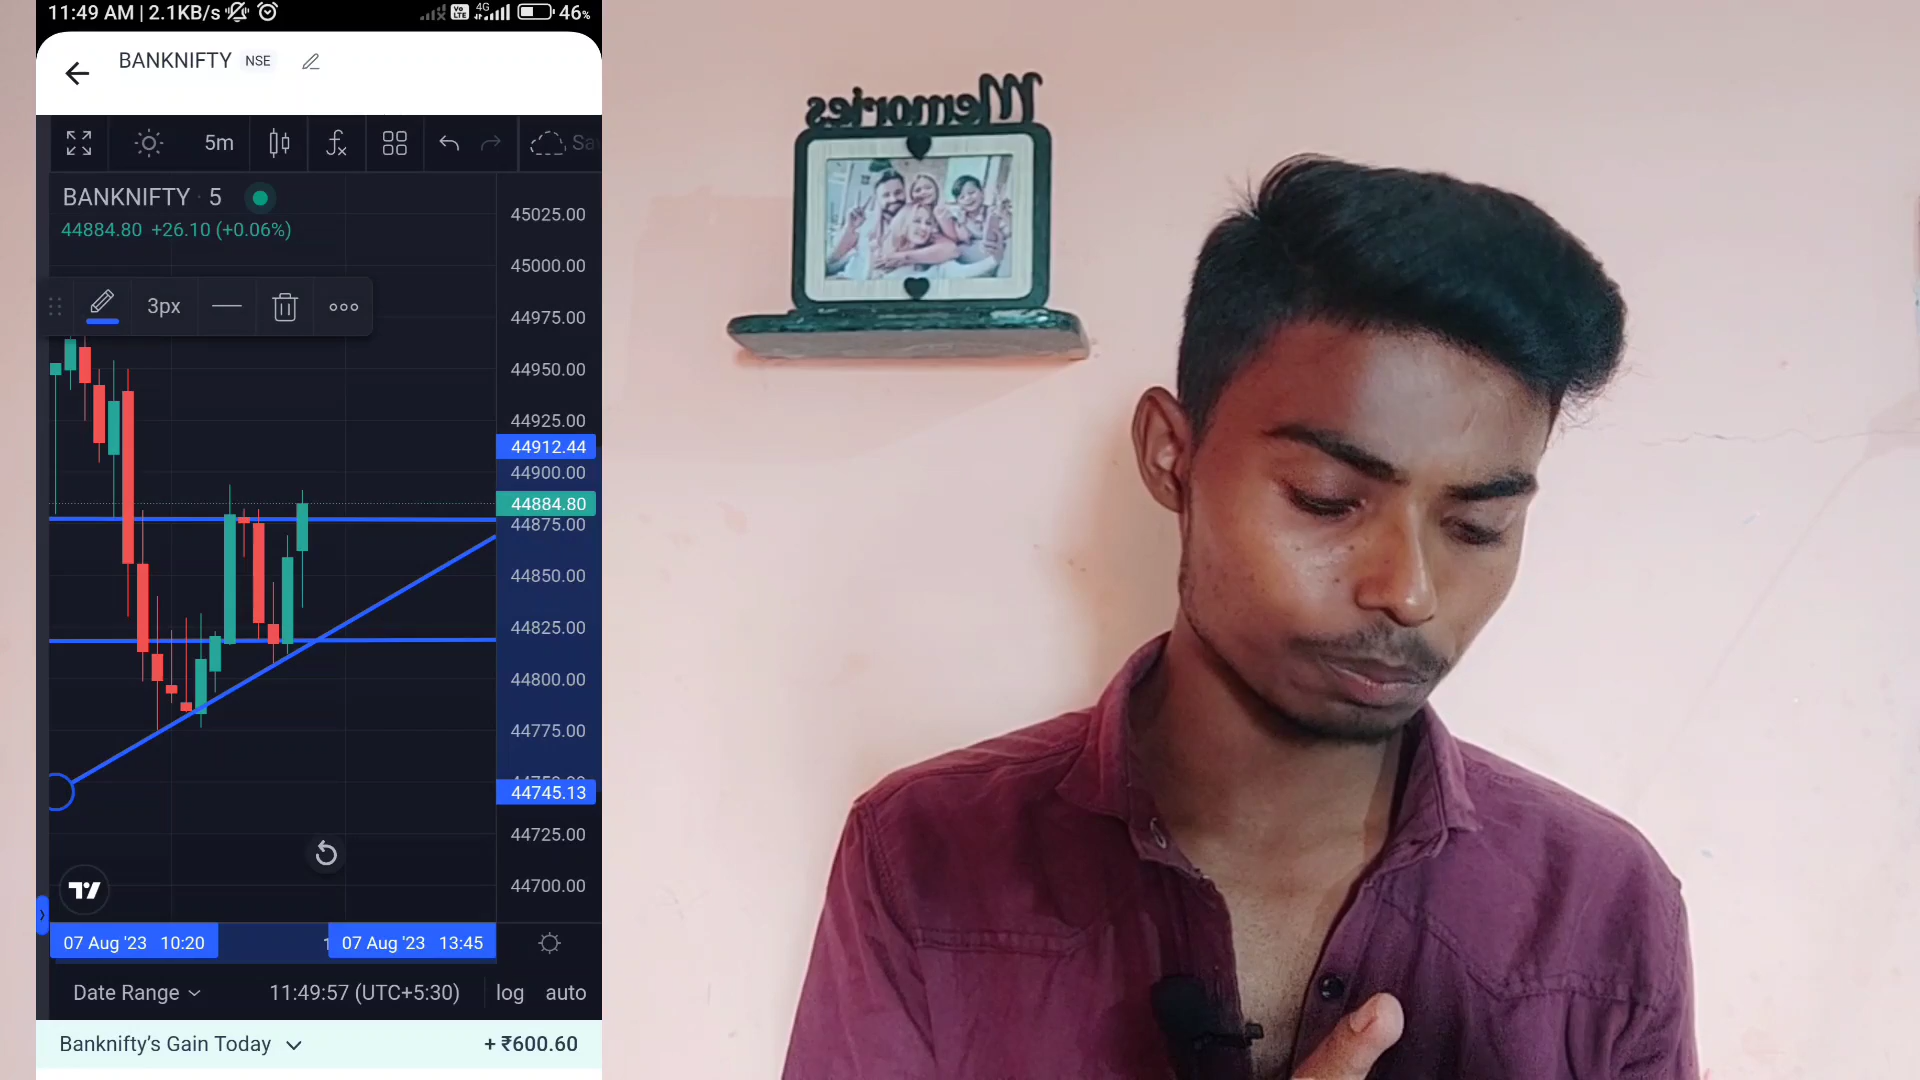 11:49 AM | 2.1KB/s
Vo
LTE
4G
46%
BANKNIFTY NSE
5m
BANKNIFTY · 5
44884.80 +26.10 (+0.06%)
3px
45025.00
45000.00
44975.00
44950.00
44925.00
44912.44
44900.00
44884.80
44875.00
44850.00
44825.00
44800.00
44775.00
44745.13
44725.00
44700.00
07 Aug '23 10:20
07 Aug '23 13:45
Date Range
11:49:57 (UTC+5:30)
log
auto
Banknifty's Gain Today
+ ₹600.60
Memories